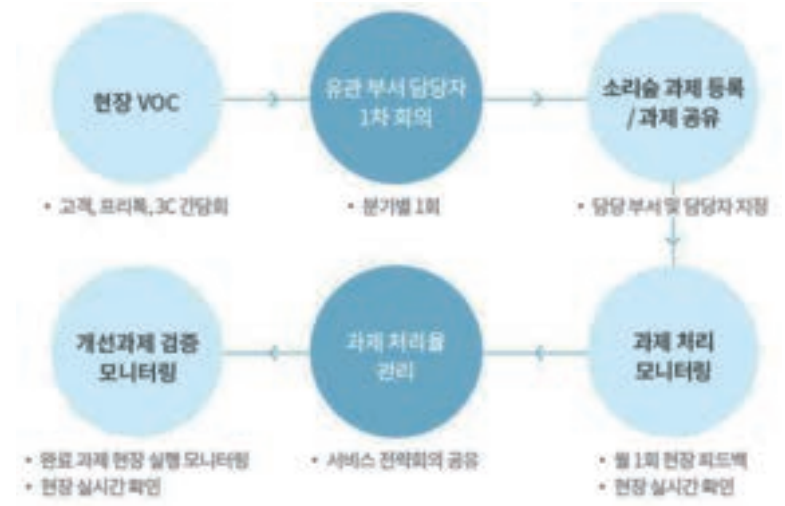 현장 VOC
유관 부서 담당자
1차 회의
소리숲 과제 등록
/ 과제 공유
• 고객, 프리톡, 3C 간담회
• 분기별 1회
• 담당 부서 및 담당자 지정
과제 처리
모니터링
• 월 1회 현장 피드백
• 현장 실시간 확인
과제 처리율
관리
• 서비스 전략회의 공유
개선과제 검증
모니터링
• 완료 과제 현장 실행 모니터링
• 현장 실시간 확인